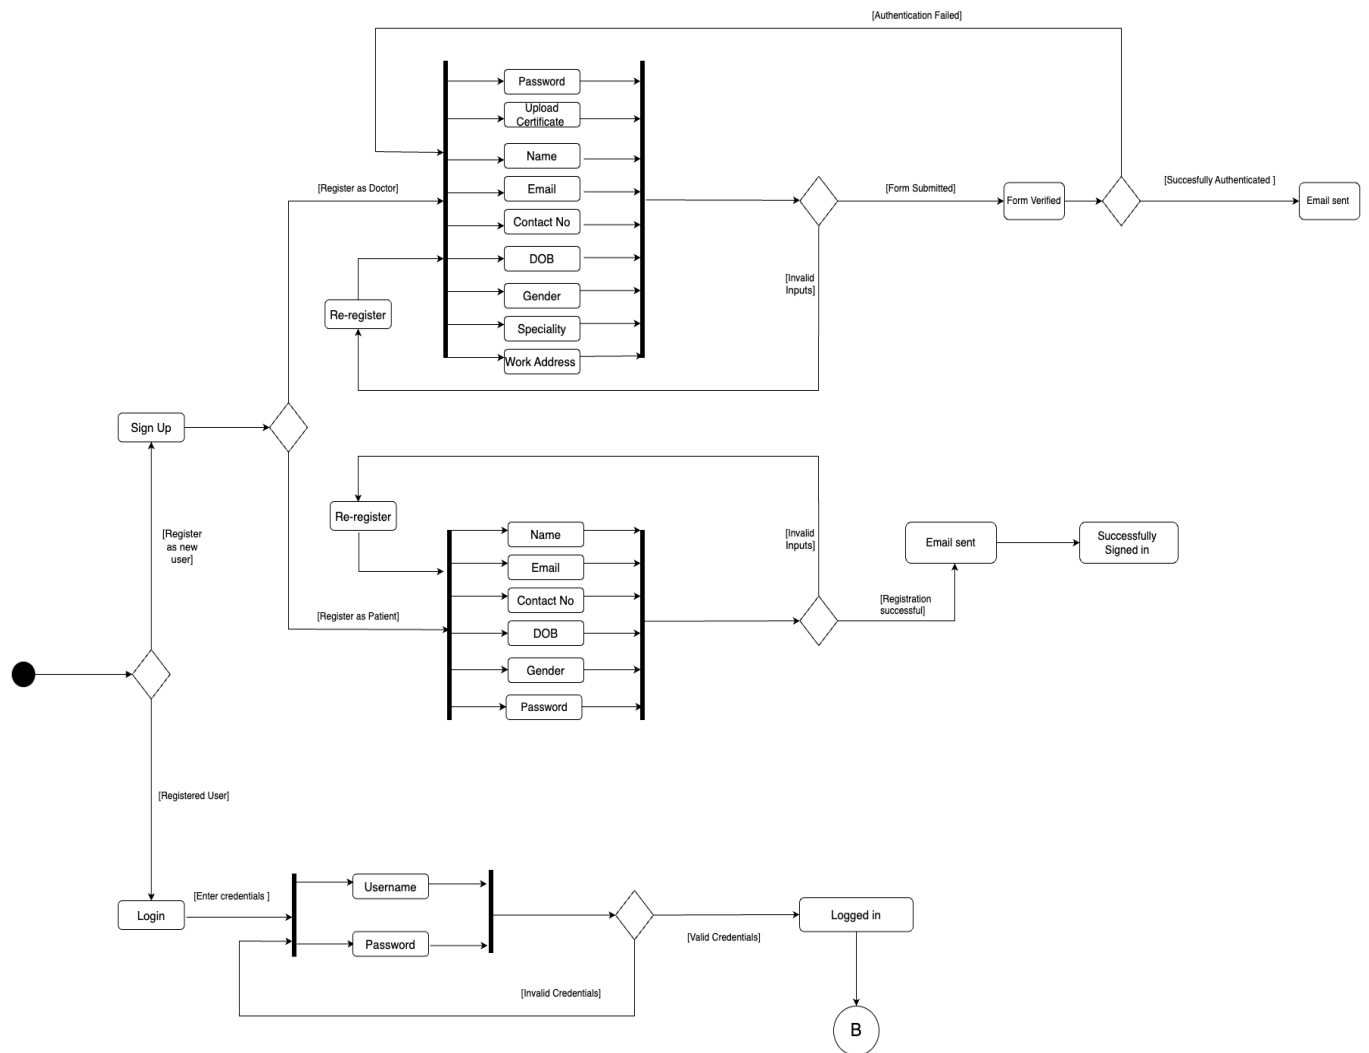 [Authentication Failed]
Password
Upload
Certificate
Name
[Register as Doctor]
Email
[Form Submitted]
Form Verified
[Succesfully Authenticated ]
Email sent
Contact No
DOB
[Invalid
Inputs]
Gender
Re-register
Speciality
Work Address
Sign Up
Re-register
[Register
as new
user]
Name
[Invalid
Inputs]
Email sent
Successfully
Signed in
Email
Contact No
[Registration
successful]
[Register as Patient]
DOB
Gender
Password
[Registered User]
Login
[Enter credentials ]
Username
Password
[Valid Credentials]
Logged in
[Invalid Credentials]
B